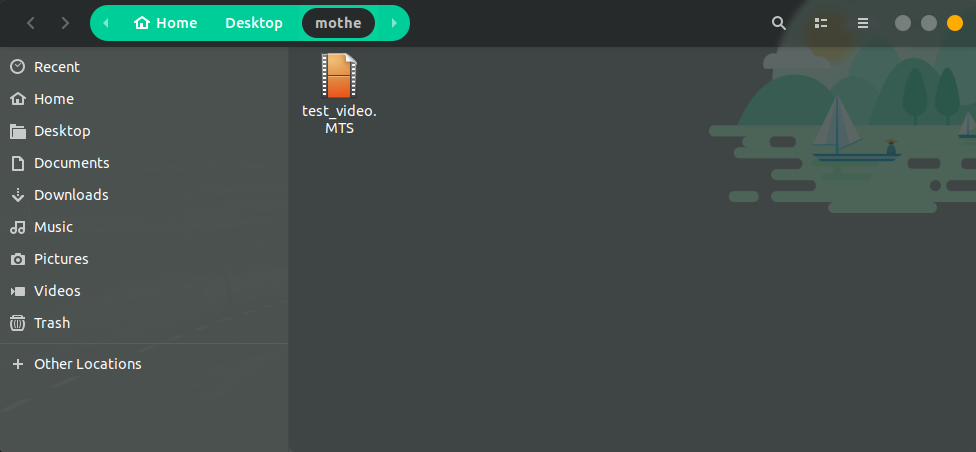 Home Desktop mothe
Recent
Home
Desktop
Documents
Downloads
Music
Pictures
Videos
Trash
Other Locations
test_video.
MTS